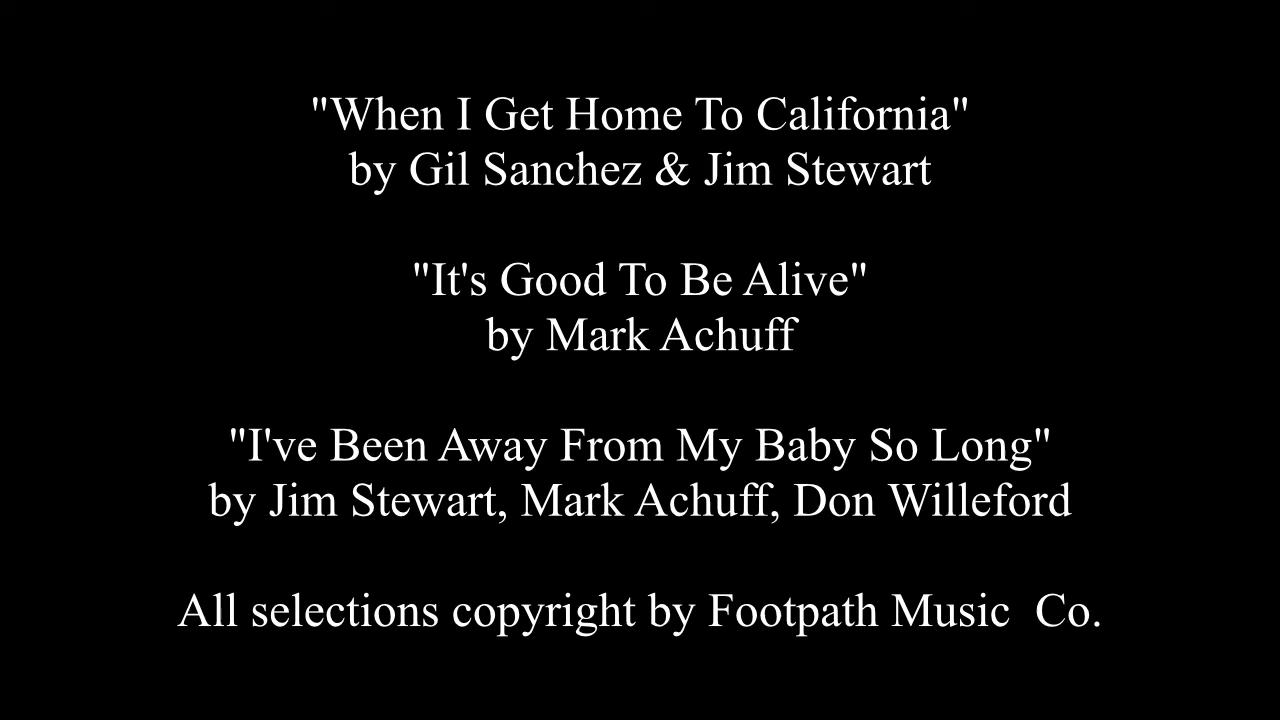 "When I Get Home To California"
by Gil Sanchez & Jim Stewart
"It's Good To Be Alive"
by Mark Achuff
"I've Been Away From My Baby So Long"
by Jim Stewart, Mark Achuff, Don Willeford
All selections copyright by Footpath Music  Co.